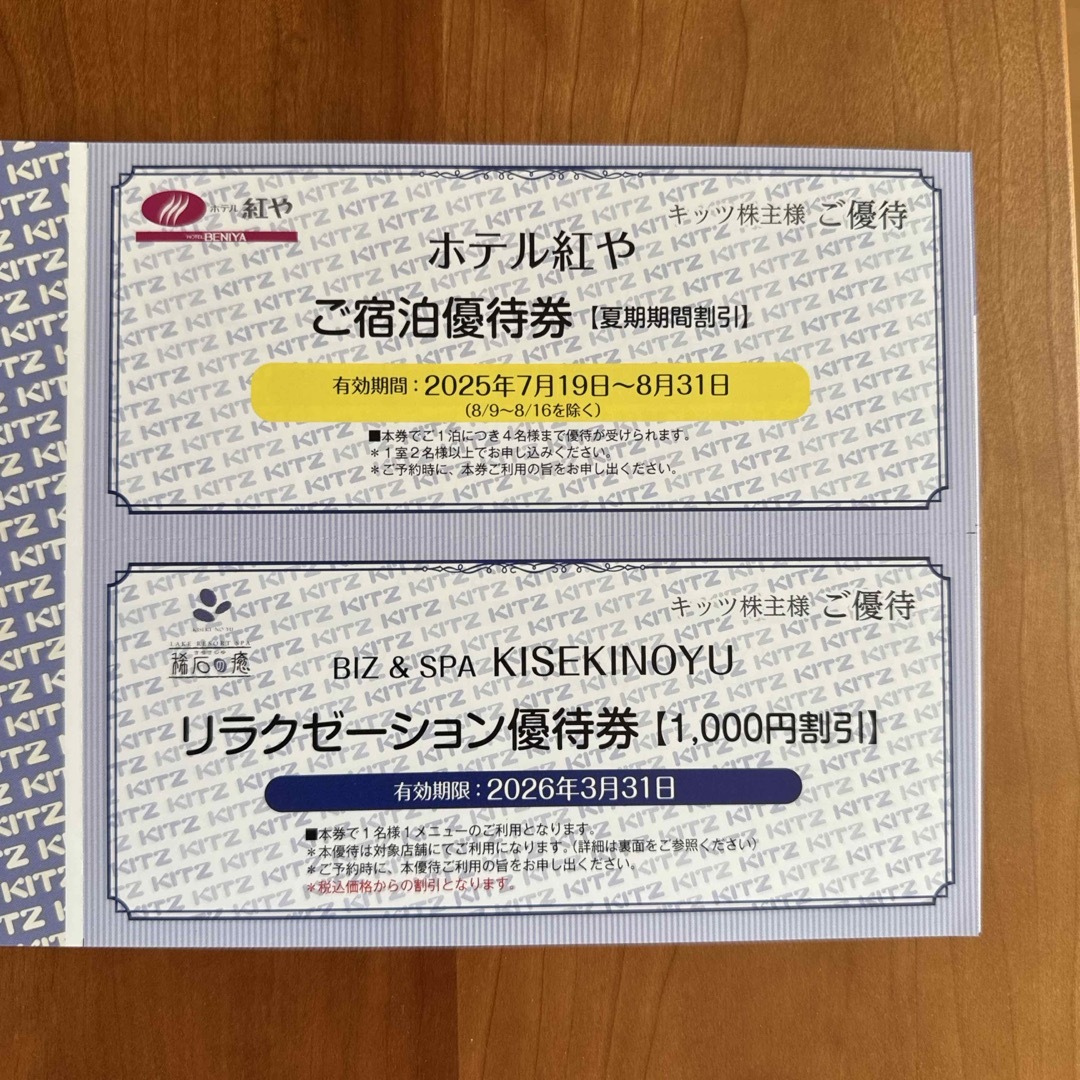 ホテル 紅や
HOTEL BENIYA
キッツ株主様 ご優待
ホテル紅や
ご宿泊優待券【夏期期間割引】
有効期間：2025年7月19日～8月31日
（8/9～8/16を除く）
■本券でご1泊につき4名様まで優待が受けられます。
＊1室2名様以上でお申し込みください。
＊ご予約時に、本券ご利用の旨をお申し出ください。
キッツ株主様 ご優待
KISEKINOYU
LAKE RESORT SPA
稀石の癒
BIZ & SPA KISEKINOYU
リラクゼーション優待券【1,000円割引】
有効期限：2026年3月31日
■本券で1名様1メニューのご利用となります。
＊本優待は対象店舗にてご利用になります。（詳細は裏面をご参照ください）
＊ご予約時に、本優待ご利用の旨をお申し出ください。
＊税込価格からの割引となります。
KITZ